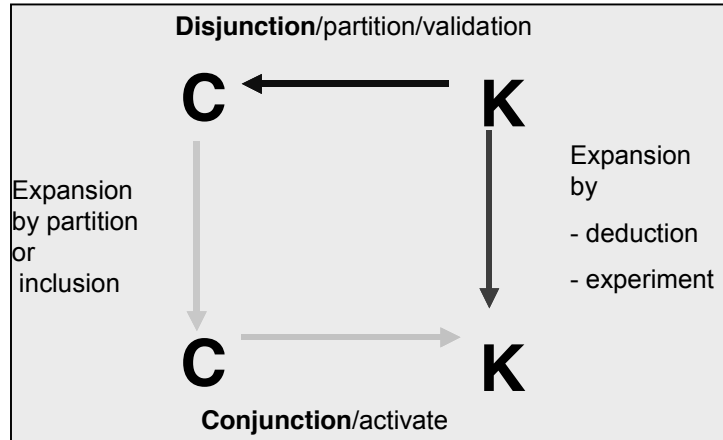 Disjunction/partition/validation
C K
Expansion
by partition
or
inclusion
Expansion
by
- deduction
- experiment
C K
Conjunction/activate